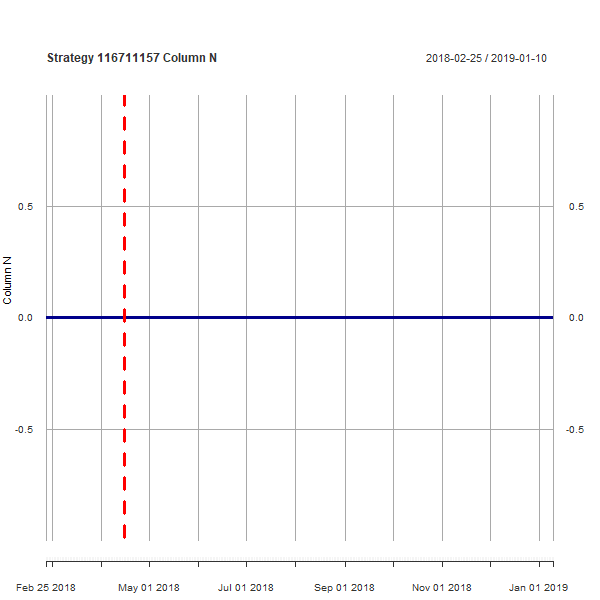 Strategy 116711157 Column N
2018-02-25 / 2019-01-10
0.5
0.5
Column N
0.0
0.0
-0.5
-0.5
Feb 25 2018
May 01 2018
Jul 01 2018
Sep 01 2018
Nov 01 2018
Jan 01 2019